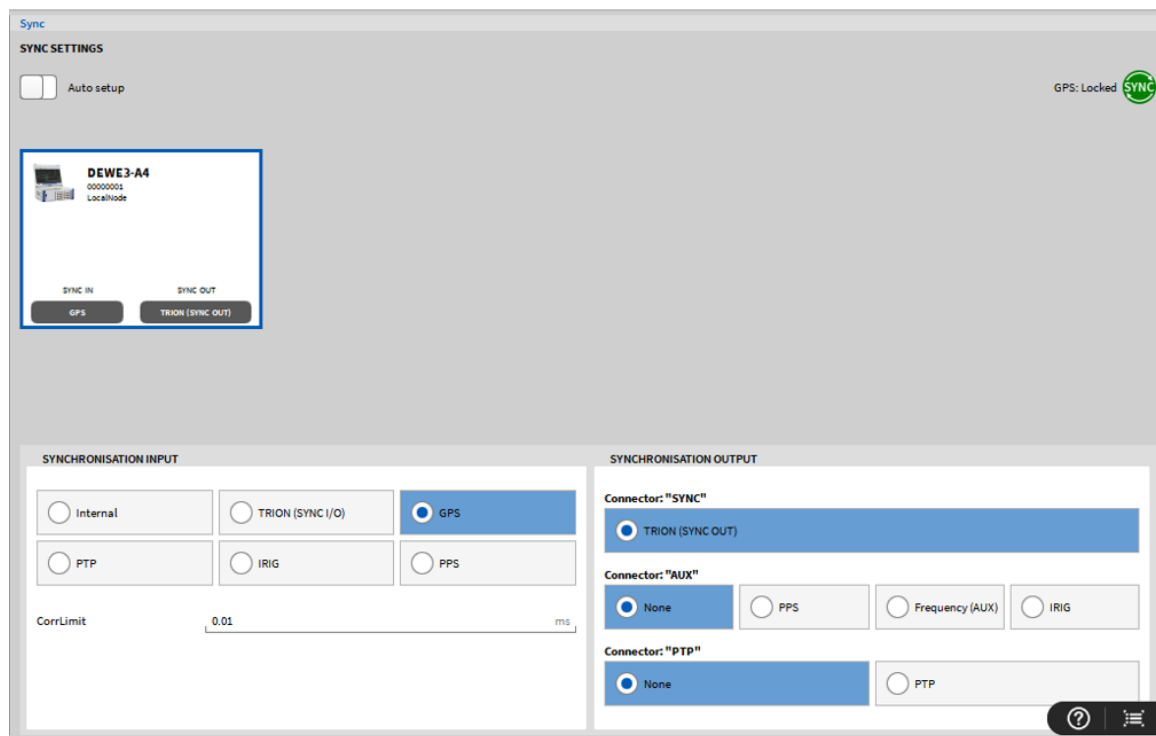 Sync
SYNC SETTINGS
Auto setup
GPS: Locked SYNC
DEWE3-A4
00000001
LocalNode
SYNC IN SYNC OUT
GPS TRION (SYNC OUT)
SYNCHRONISATION INPUT
Internal TRION (SYNC I/O) GPS
PTP IRIG PPS
CorrLimit 0.01 ms
SYNCHRONISATION OUTPUT
Connector: "SYNC"
TRION (SYNC OUT)
Connector: "AUX"
None PPS Frequency (AUX) IRIG
Connector: "PTP"
None PTP
?